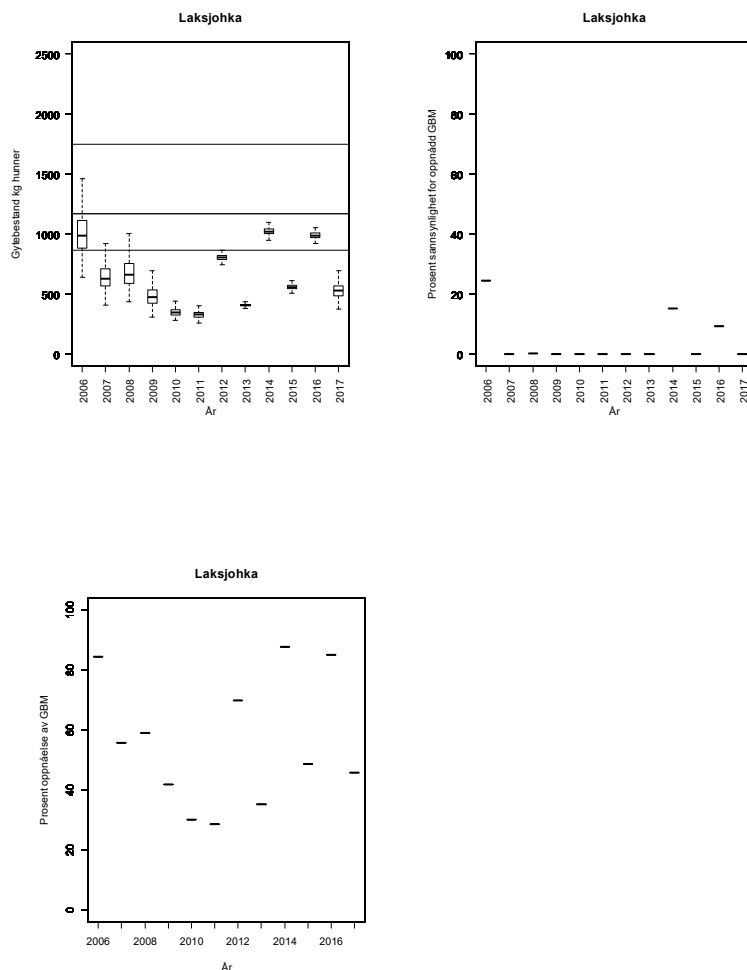 Laksjohka
Gytebestand kg hunner
2500
2000
1500
1000
500
0
2006 2007 2008 2009 2010 2011 2012 2013 2014 2015 2016 2017
År
Laksjohka
Prosent sannsynlighet for oppnådd GBM
100
80
60
40
20
0
2006 2007 2008 2009 2010 2011 2012 2013 2014 2015 2016 2017
År
Laksjohka
Prosent oppnåelse av GBM
100
80
60
40
20
0
2006 2008 2010 2012 2014 2016
År